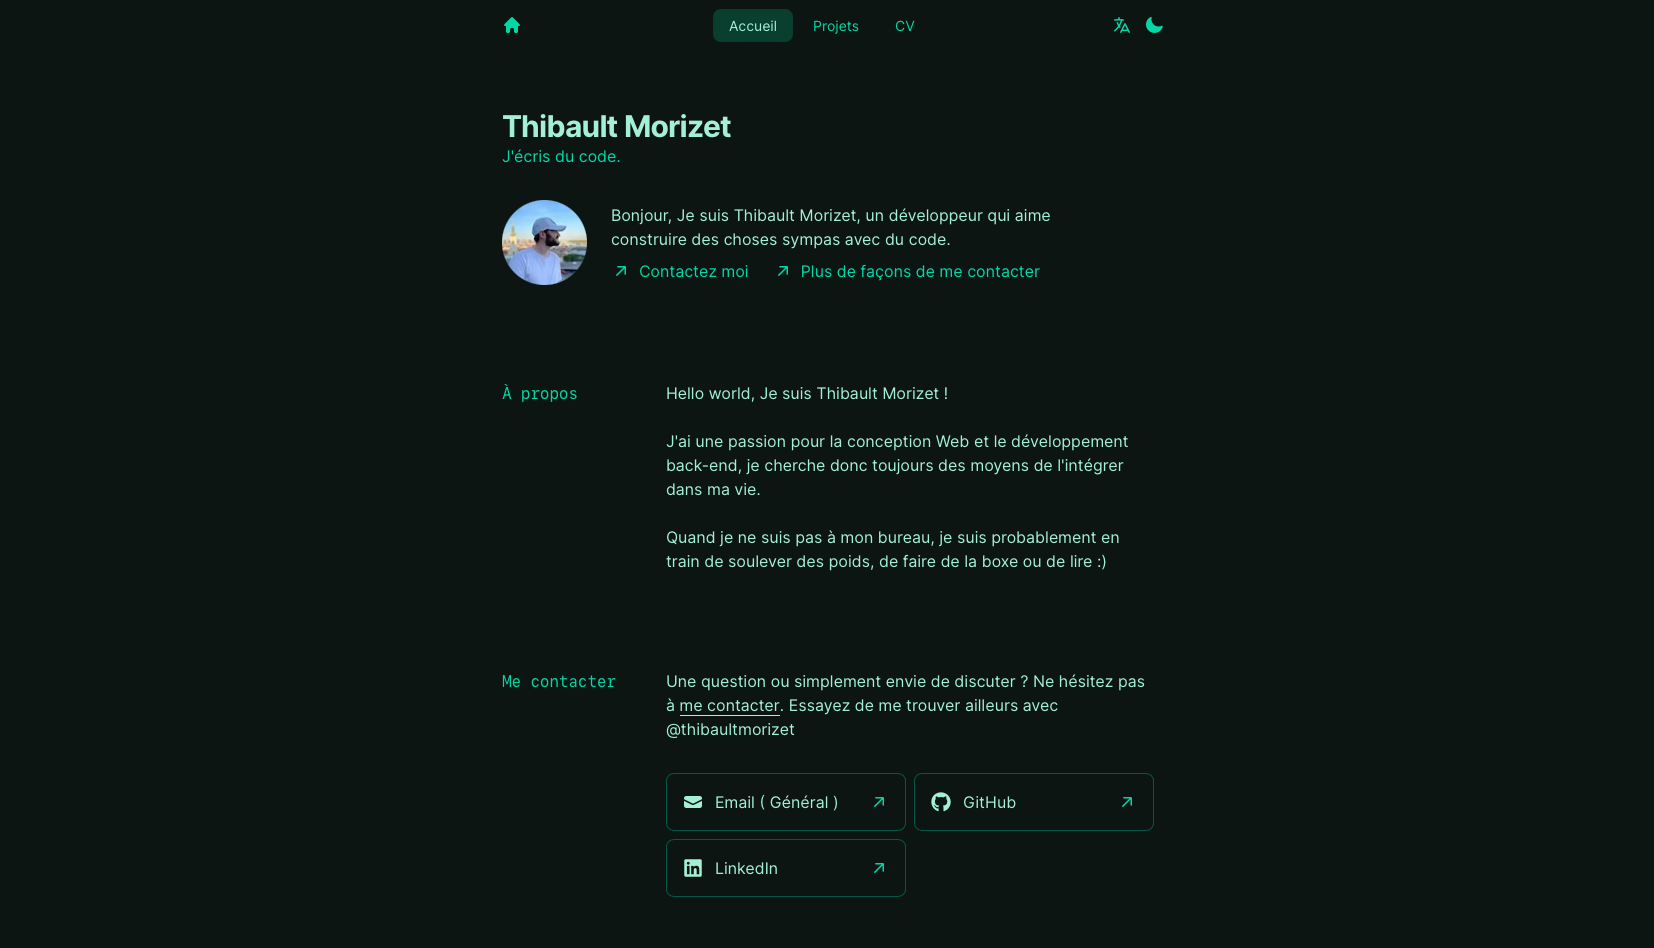 Accueil Projets CV
Thibault Morizet
J'écris du code.
Bonjour, Je suis Thibault Morizet, un développeur qui aime
construire des choses sympas avec du code.
Contactez moi Plus de façons de me contacter
À propos
Hello world, Je suis Thibault Morizet !
J'ai une passion pour la conception Web et le développement
back-end, je cherche donc toujours des moyens de l'intégrer
dans ma vie.
Quand je ne suis pas à mon bureau, je suis probablement en
train de soulever des poids, de faire de la boxe ou de lire :)
Me contacter
Une question ou simplement envie de discuter ? Ne hésitez pas
à me contacter. Essayez de me trouver ailleurs avec
@thibaultmorizet
Email ( Général ) GitHub
LinkedIn